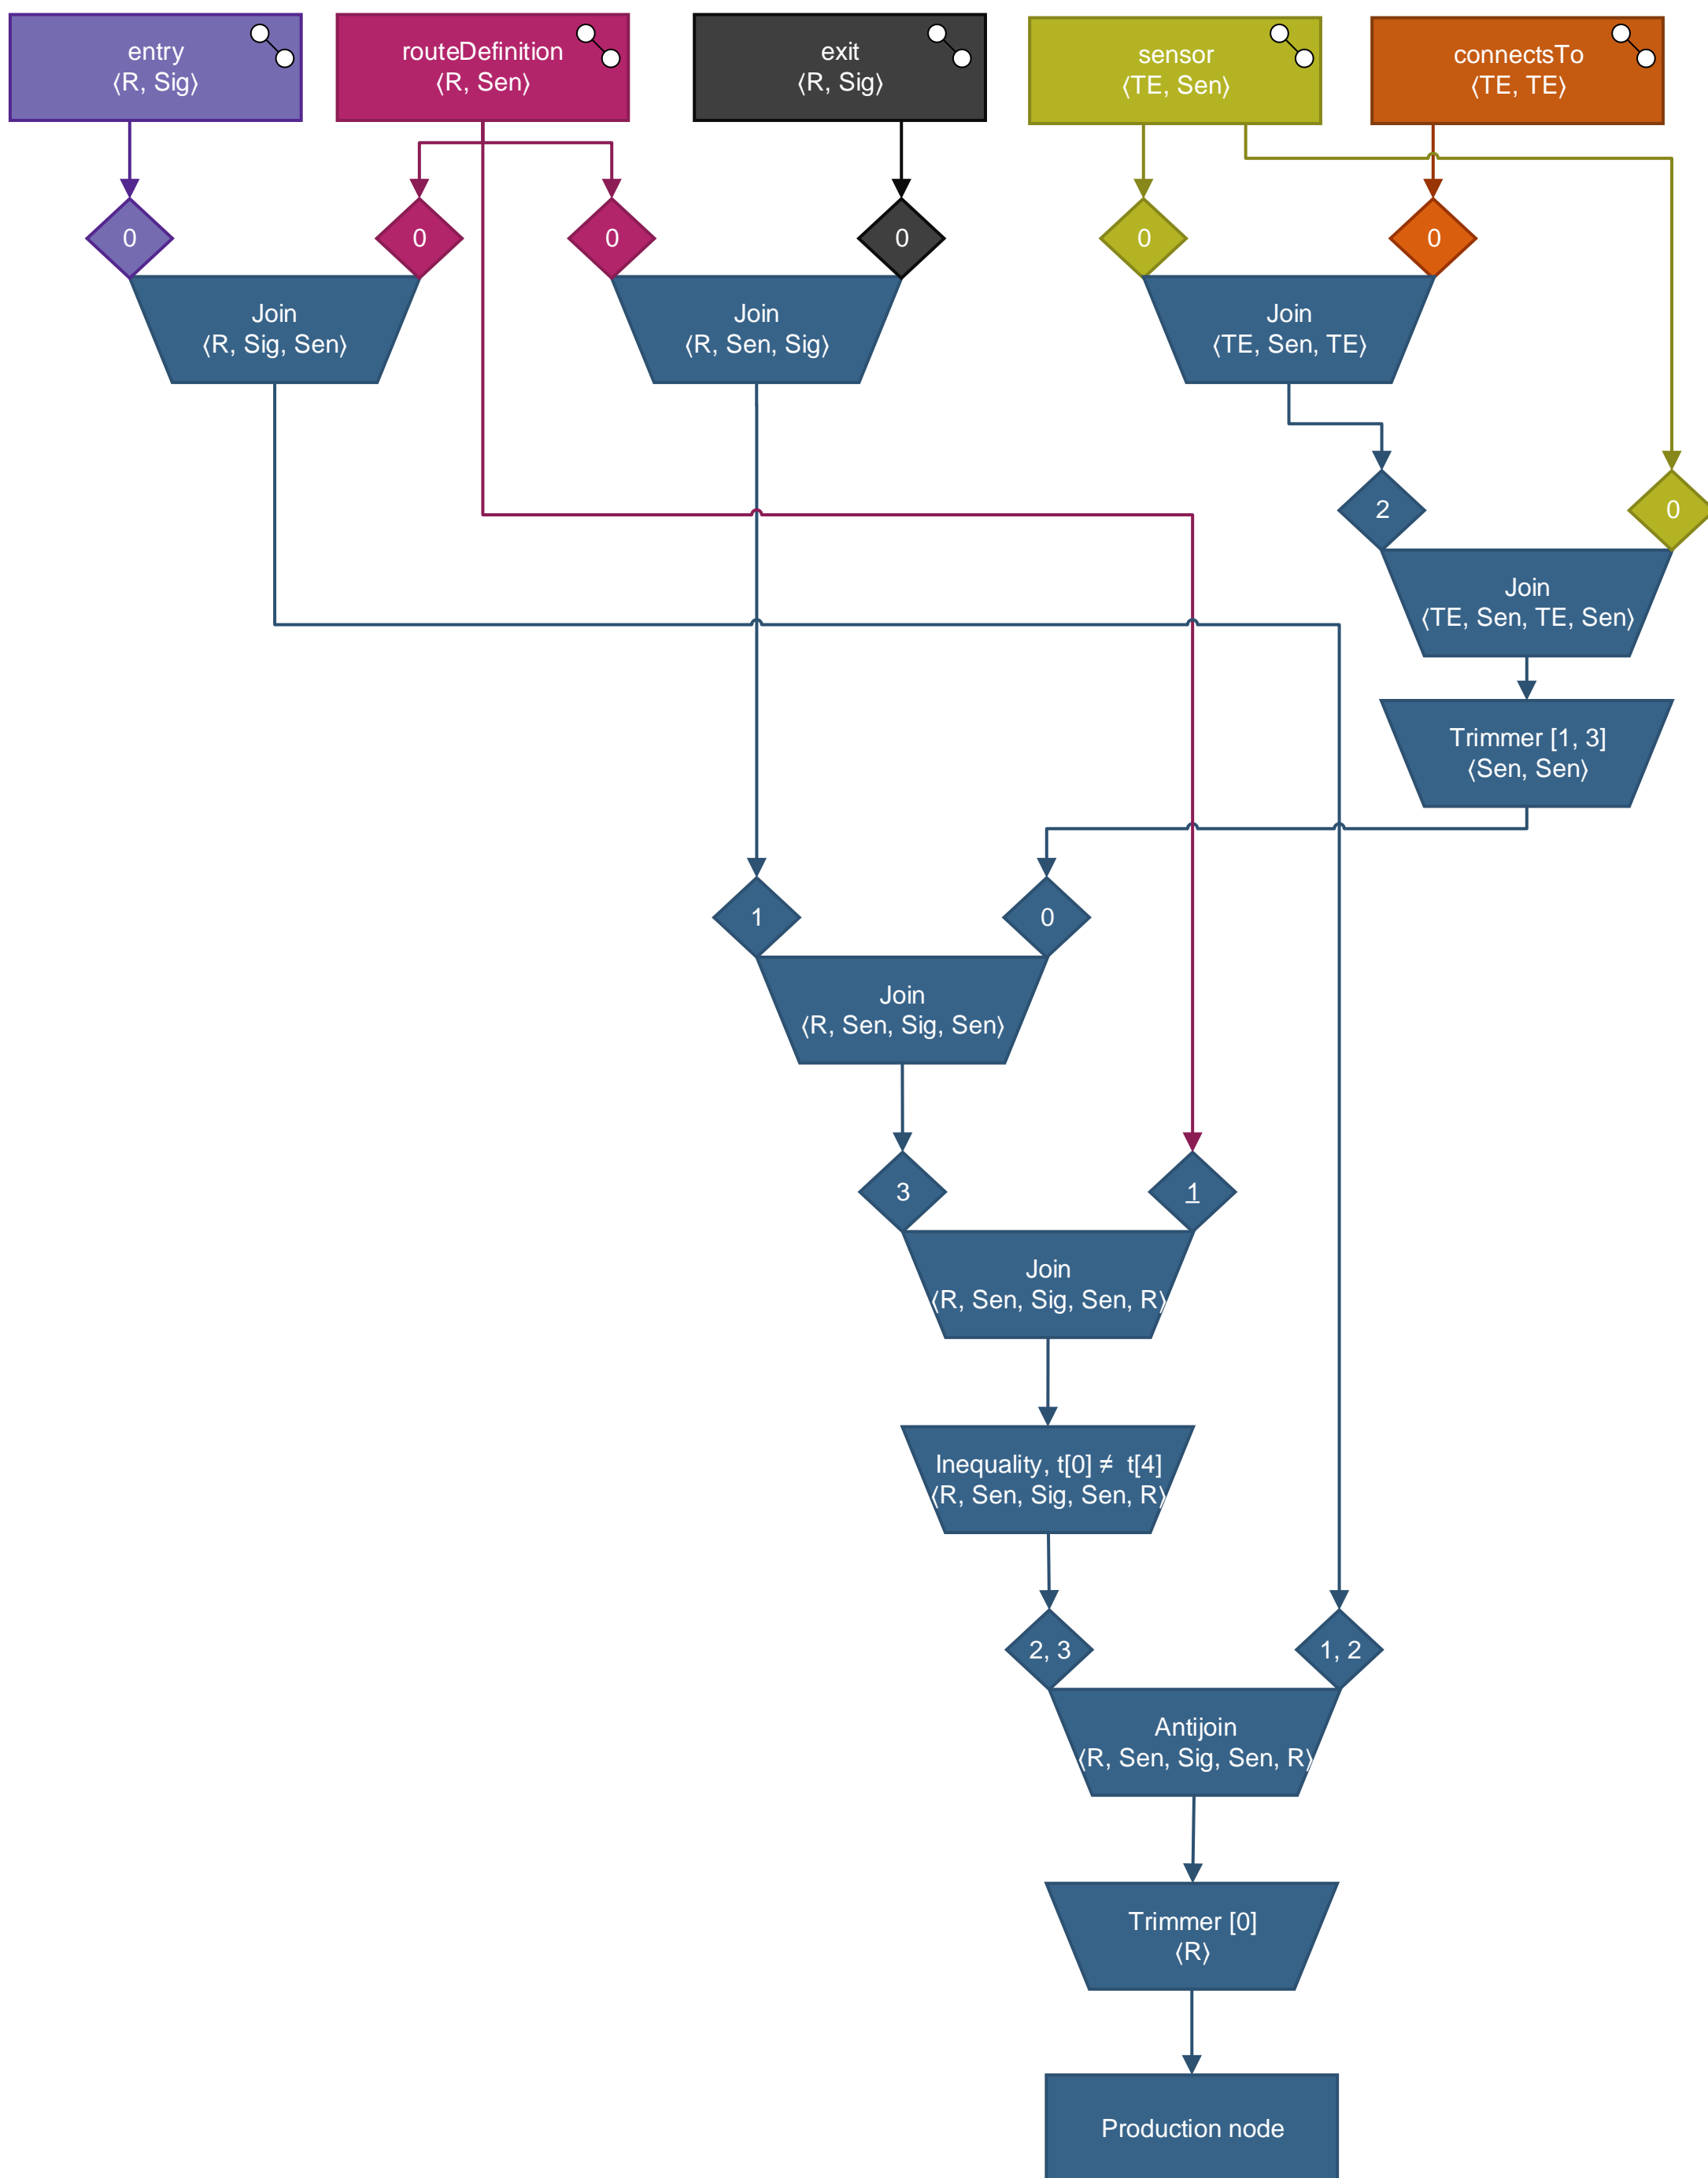 entry
⟨R, Sig⟩
routeDefinition
⟨R, Sen⟩
exit
⟨R, Sig⟩
sensor
⟨TE, Sen⟩
connectsTo
⟨TE, TE⟩
0
0
0
0
0
0
Join
⟨R, Sig, Sen⟩
Join
⟨R, Sen, Sig⟩
Join
⟨TE, Sen, TE⟩
2
0
Join
⟨TE, Sen, TE, Sen⟩
Trimmer [1, 3]
⟨Sen, Sen⟩
1
0
Join
⟨R, Sen, Sig, Sen⟩
3
1
Join
⟨R, Sen, Sig, Sen, R⟩
Inequality, t[0] ≠ t[4]
⟨R, Sen, Sig, Sen, R⟩
2, 3
1, 2
Antijoin
⟨R, Sen, Sig, Sen, R⟩
Trimmer [0]
⟨R⟩
Production node